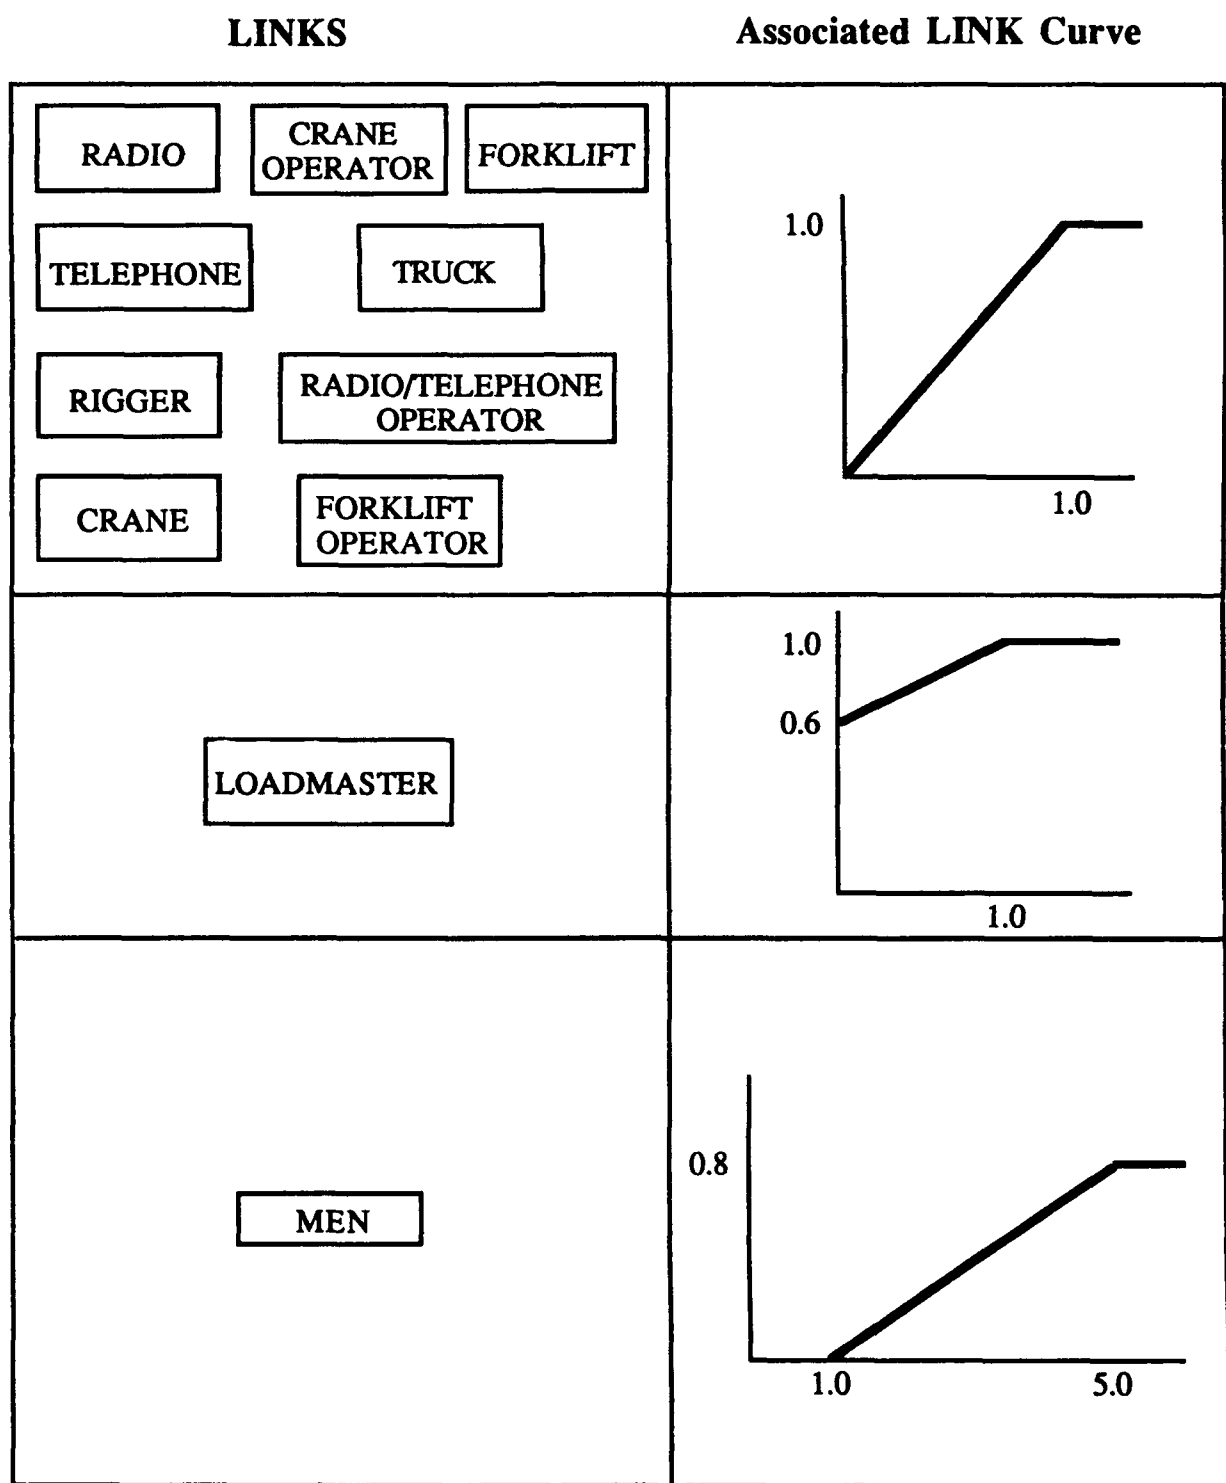 LINKS
Associated LINK Curve
RADIO
CRANE
OPERATOR
FORKLIFT
TELEPHONE
TRUCK
RIGGER
RADIO/TELEPHONE
OPERATOR
CRANE
FORKLIFT
OPERATOR
1.0
1.0
LOADMASTER
1.0
0.6
1.0
MEN
0.8
1.0
5.0